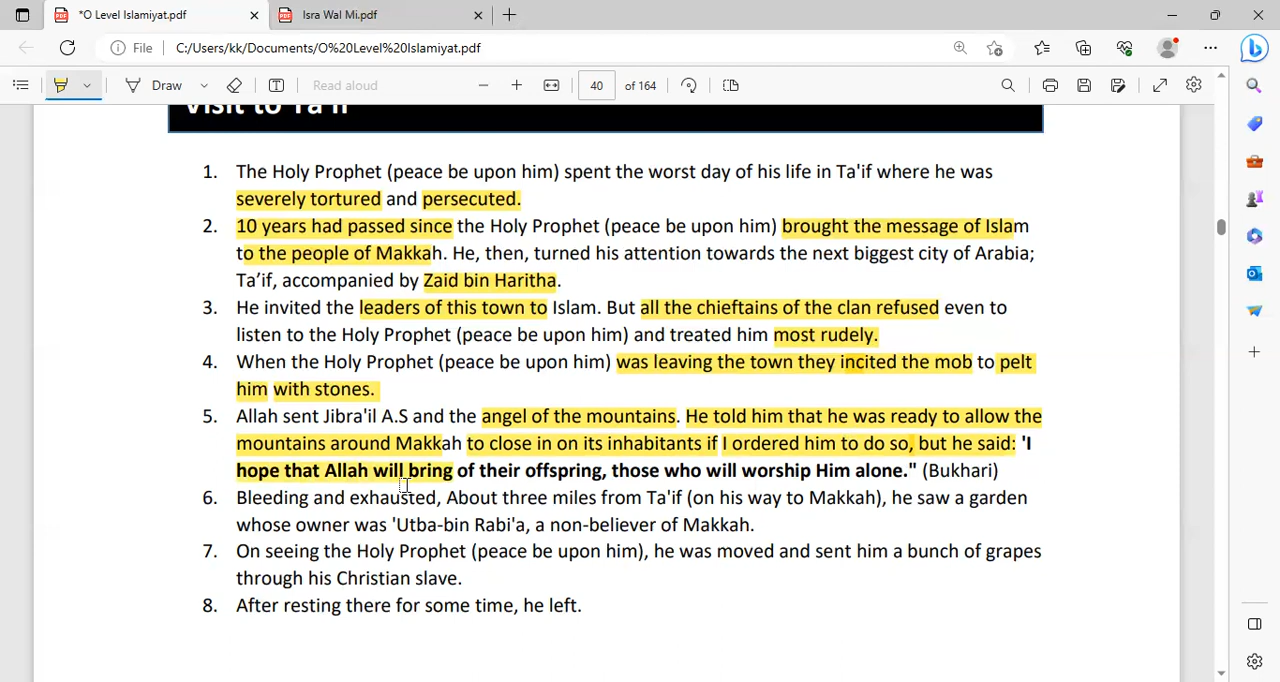 *O Level Islamiyat.pdf
Isra Wal Mi.pdf
File
C:/Users/kk/Documents/O%20Level%20Islamiyat.pdf
Draw
Read aloud
40
of 164
Visit to Ta'if
1. The Holy Prophet (peace be upon him) spent the worst day of his life in Ta'if where he was
severely tortured and persecuted.
2. 10 years had passed since the Holy Prophet (peace be upon him) brought the message of Islam
to the people of Makkah. He, then, turned his attention towards the next biggest city of Arabia;
Ta’if, accompanied by Zaid bin Haritha.
3. He invited the leaders of this town to Islam. But all the chieftains of the clan refused even to
listen to the Holy Prophet (peace be upon him) and treated him most rudely.
4. When the Holy Prophet (peace be upon him) was leaving the town they incited the mob to pelt
him with stones.
5. Allah sent Jibra'il A.S and the angel of the mountains. He told him that he was ready to allow the
mountains around Makkah to close in on its inhabitants if I ordered him to do so, but he said: 'I
hope that Allah will bring of their offspring, those who will worship Him alone." (Bukhari)
6. Bleeding and exhausted, About three miles from Ta'if (on his way to Makkah), he saw a garden
whose owner was 'Utba-bin Rabi'a, a non-believer of Makkah.
7. On seeing the Holy Prophet (peace be upon him), he was moved and sent him a bunch of grapes
through his Christian slave.
8. After resting there for some time, he left.